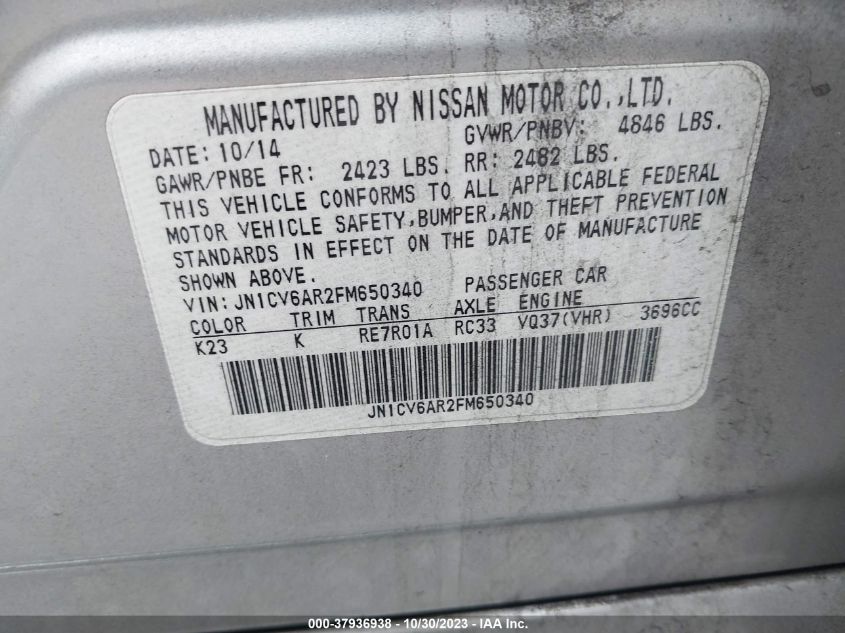 MANUFACTURED BY NISSAN MOTOR CO.,LTD.
DATE: 10/14 GVWR/PNBV: 4846 LBS.
GAWR/PNBE FR: 2423 LBS. RR: 2482 LBS.
THIS VEHICLE CONFORMS TO ALL APPLICABLE FEDERAL
MOTOR VEHICLE SAFETY,BUMPER,AND THEFT PREVENTION
STANDARDS IN EFFECT ON THE DATE OF MANUFACTURE
SHOWN ABOVE.
VIN: JN1CV6AR2FM650340 PASSENGER CAR
COLOR TRIM TRANS AXLE ENGINE
K23 K RE7R01A RC33 VQ37(VHR) 3696CC
JN1CV6AR2FM650340
000-37936938 - 10/30/2023 - IAA Inc.